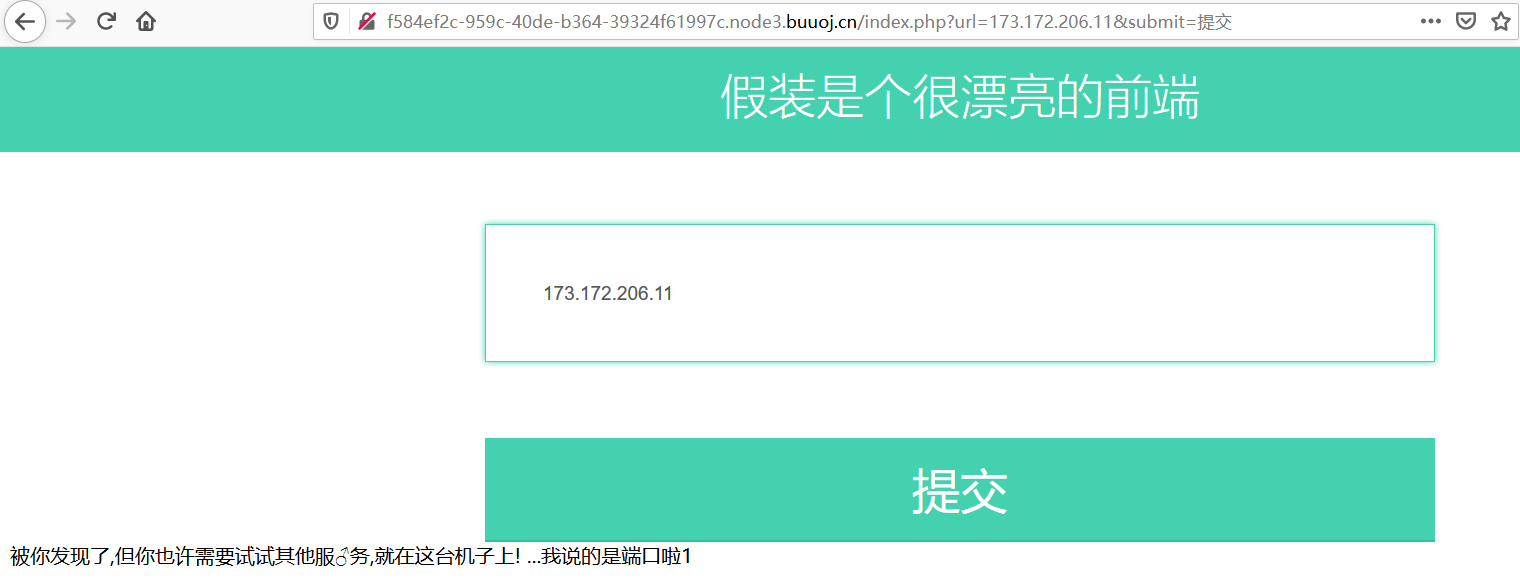 f584ef2c-959c-40de-b364-39324f61997c.node3.buuoj.cn/index.php?url=173.172.206.11&submit=提交
假装是个很漂亮的前端
173.172.206.11
提交
被你发现了,但你也许需要试试其他服♂务,就在这台机子上! ...我说的是端口啦1